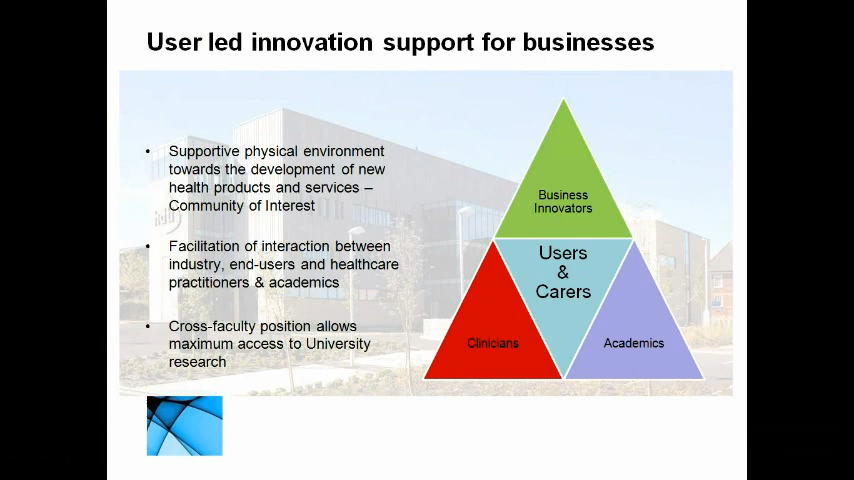 User led innovation support for businesses
• Supportive physical environment
towards the development of new
health products and services –
Community of Interest
• Facilitation of interaction between
industry, end-users and healthcare
practitioners & academics
• Cross-faculty position allows
maximum access to University
research
Business
Innovators
Users
&
Carers
Clinicians
Academics